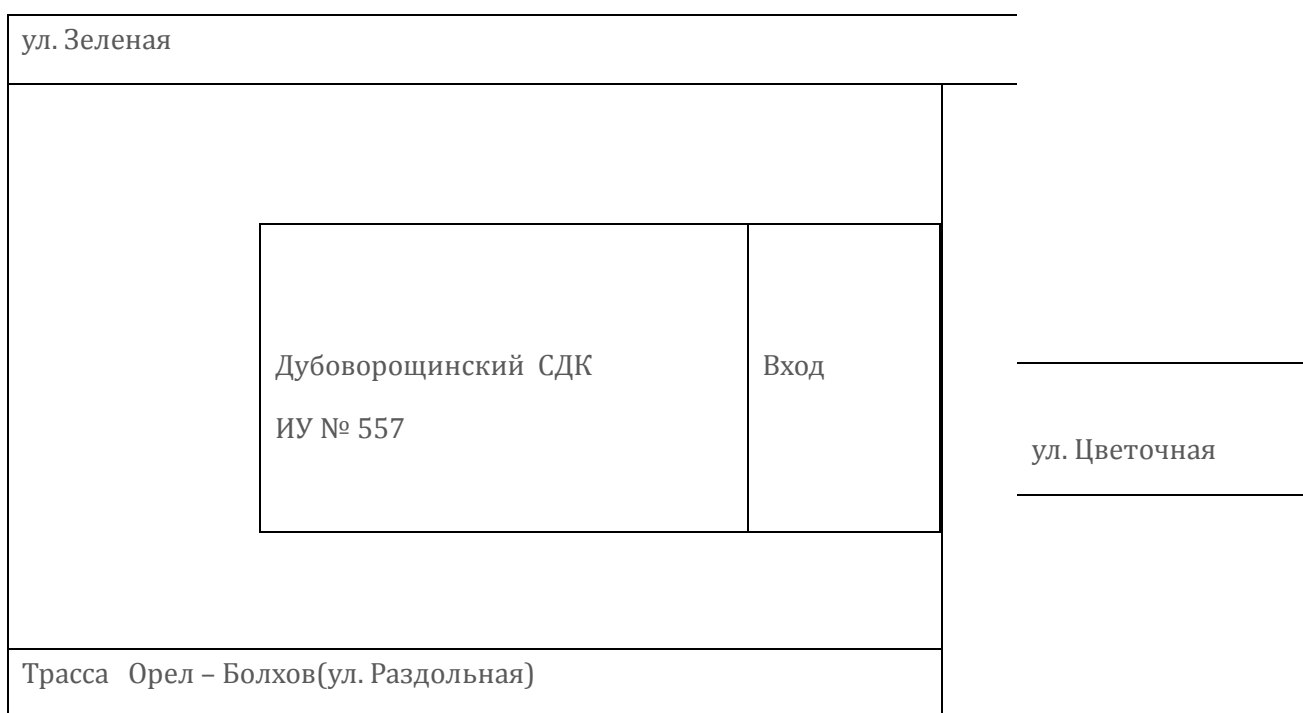 ул. Зеленая
Дубоворощинский СДК
ИУ № 557
Вход
ул. Цветочная
Трасса Орел – Болхов(ул. Раздольная)